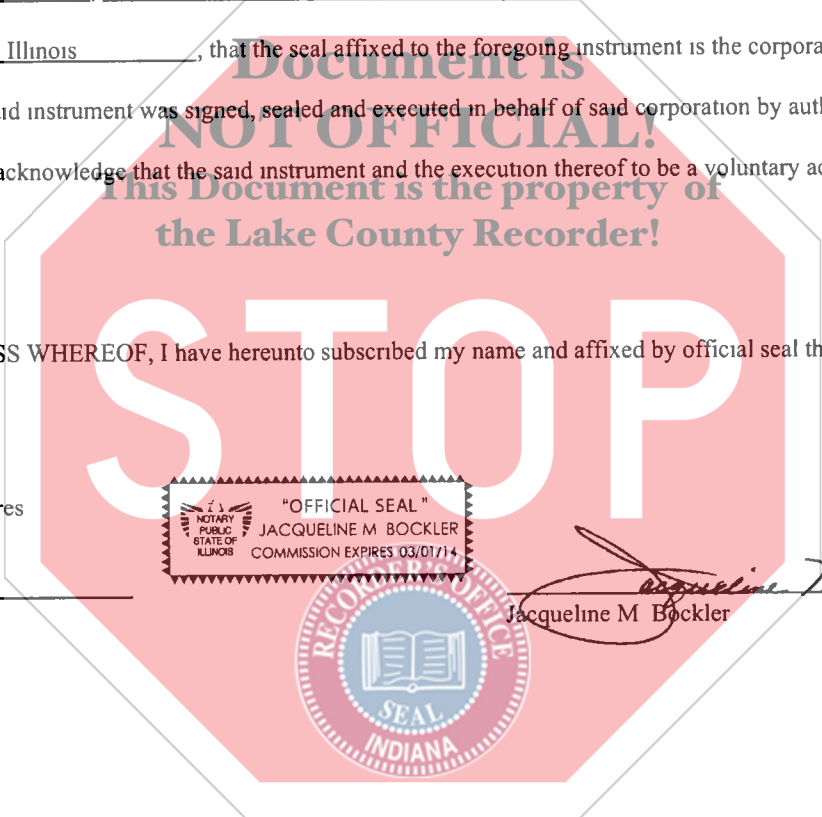 Illinois , that the seal affixed to the foregoing instrument is the corpora
Document is
id instrument was signed, sealed and executed in behalf of said corporation by aut
NOT OFFICIAL!
acknowledge that the said instrument and the execution thereof to be a voluntary a
This Document is the property of
the Lake County Recorder!
STOP
SS WHEREOF, I have hereunto subscribed my name and affixed by official seal th
res
"OFFICIAL SEAL"
NOTARY
PUBLIC
STATE OF
ILLINOIS
JACQUELINE M BOCKLER
COMMISSION EXPIRES 03/01/14
Jacqueline
Jacqueline M Bockler
RECORDER'S OFFICE
SEAL
INDIANA